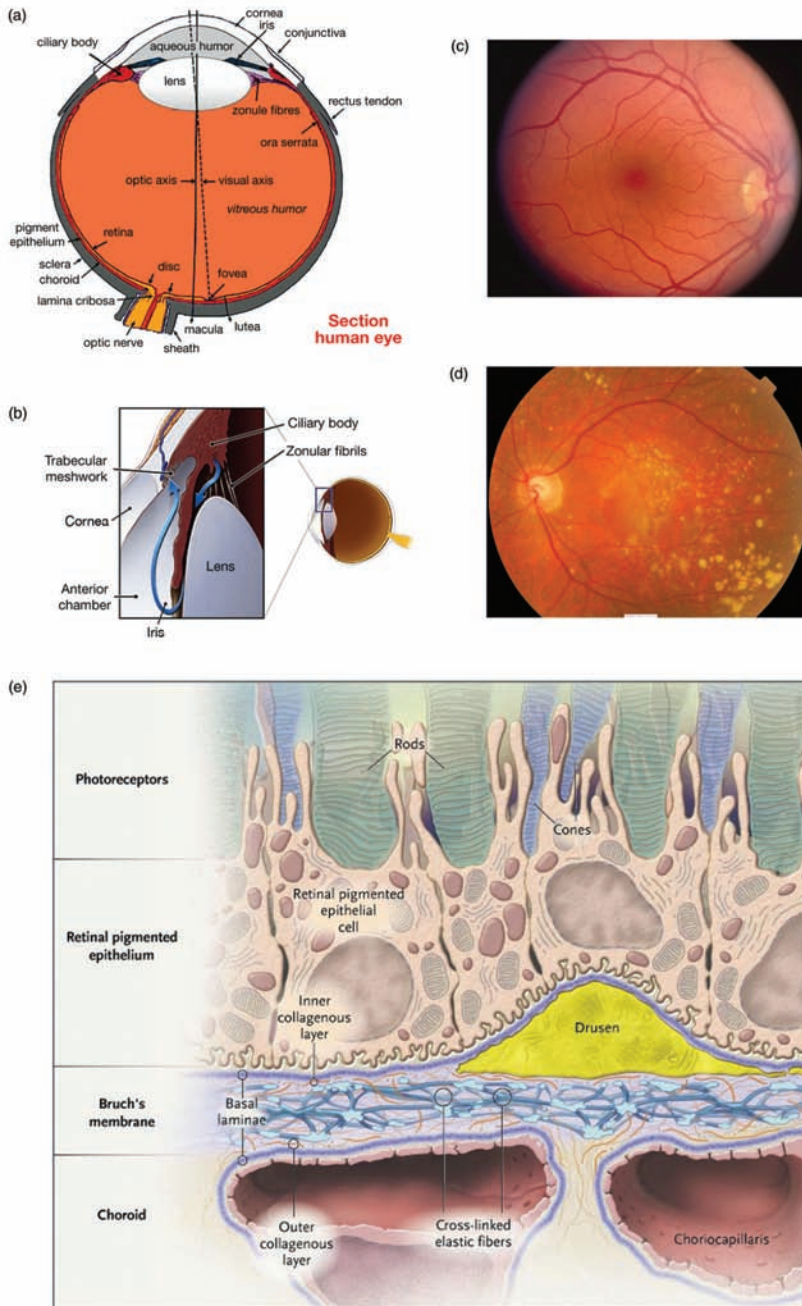 (a)
cornea
iris
conjunctiva
ciliary body
aqueous humor
lens
zonule fibres
rectus tendon
ora serrata
optic axis
visual axis
vitreous humor
pigment
epithelium
retina
sclera
choroid
disc
fovea
lamina cribosa
optic nerve
sheath
macula
lutea
Section
human eye
(b)
Ciliary body
Zonular fibrils
Trabecular
meshwork
Cornea
Lens
Anterior
chamber
Iris
(c)
(d)
(e)
Photoreceptors
Rods
Cones
Retinal pigmented
epithelium
Retinal pigmented
epithelial
cell
Inner
collagenous
layer
Drusen
Bruch's
membrane
Basal
laminae
Choroid
Outer
collagenous
layer
Cross-linked
elastic fibers
Choriocapillaris